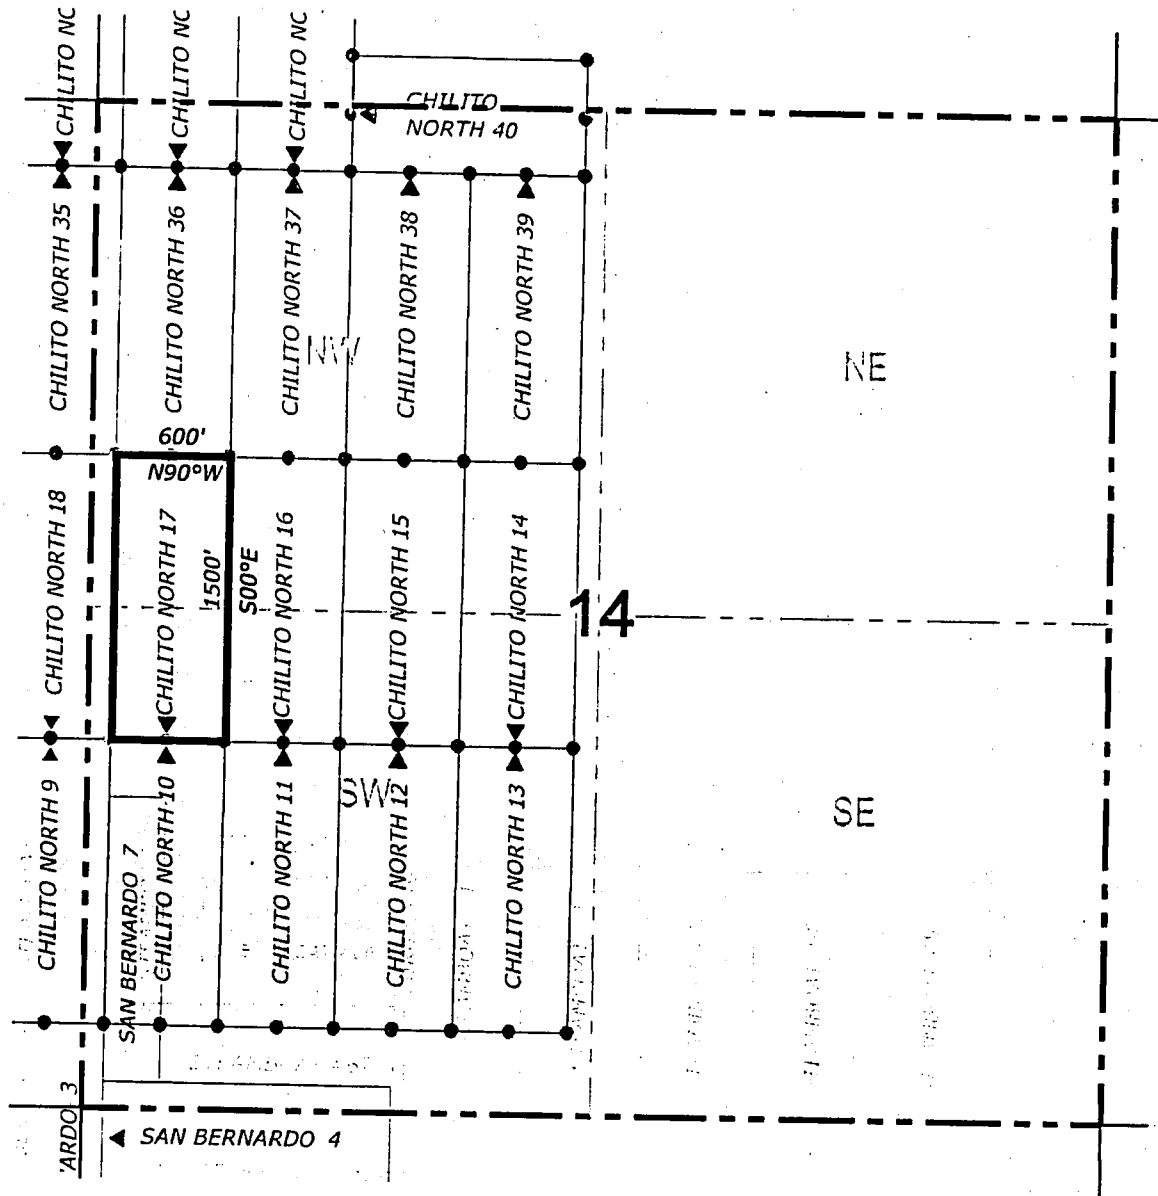 CHILITO NC
CHILITO NC
CHILITO NC
CHILITO
NORTH 40
CHILITO NORTH 35
CHILITO NORTH 36
CHILITO NORTH 37
CHILITO NORTH 38
CHILITO NORTH 39
NW
NE
600'
N90°W
CHILITO NORTH 18
CHILITO NORTH 17
1500'
S00°E
CHILITO NORTH 16
CHILITO NORTH 15
CHILITO NORTH 14
14
CHILITO NORTH 9
SAN BERNARDO 7
CHILITO NORTH 10
CHILITO NORTH 11
SW
CHILITO NORTH 12
CHILITO NORTH 13
SE
ARDO 3
SAN BERNARDO 4